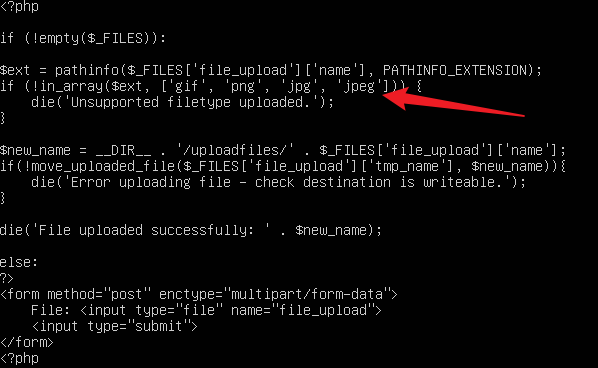 <?php
if (!empty($_FILES)):
$ext = pathinfo($_FILES['file_upload']['name'], PATHINFO_EXTENSION);
if (!in_array($ext, ['gif', 'png', 'jpg', 'jpeg'])) {
    die('Unsupported filetype uploaded.');
}
$new_name = __DIR__ . '/uploadfiles/' . $_FILES['file_upload']['name'];
if(!move_uploaded_file($_FILES['file_upload']['tmp_name'], $new_name)){
    die('Error uploading file - check destination is writeable.');
}
die('File uploaded successfully: ' . $new_name);
else:
?>
<form method="post" enctype="multipart/form-data">
    File: <input type="file" name="file_upload">
    <input type="submit">
</form>
<?php